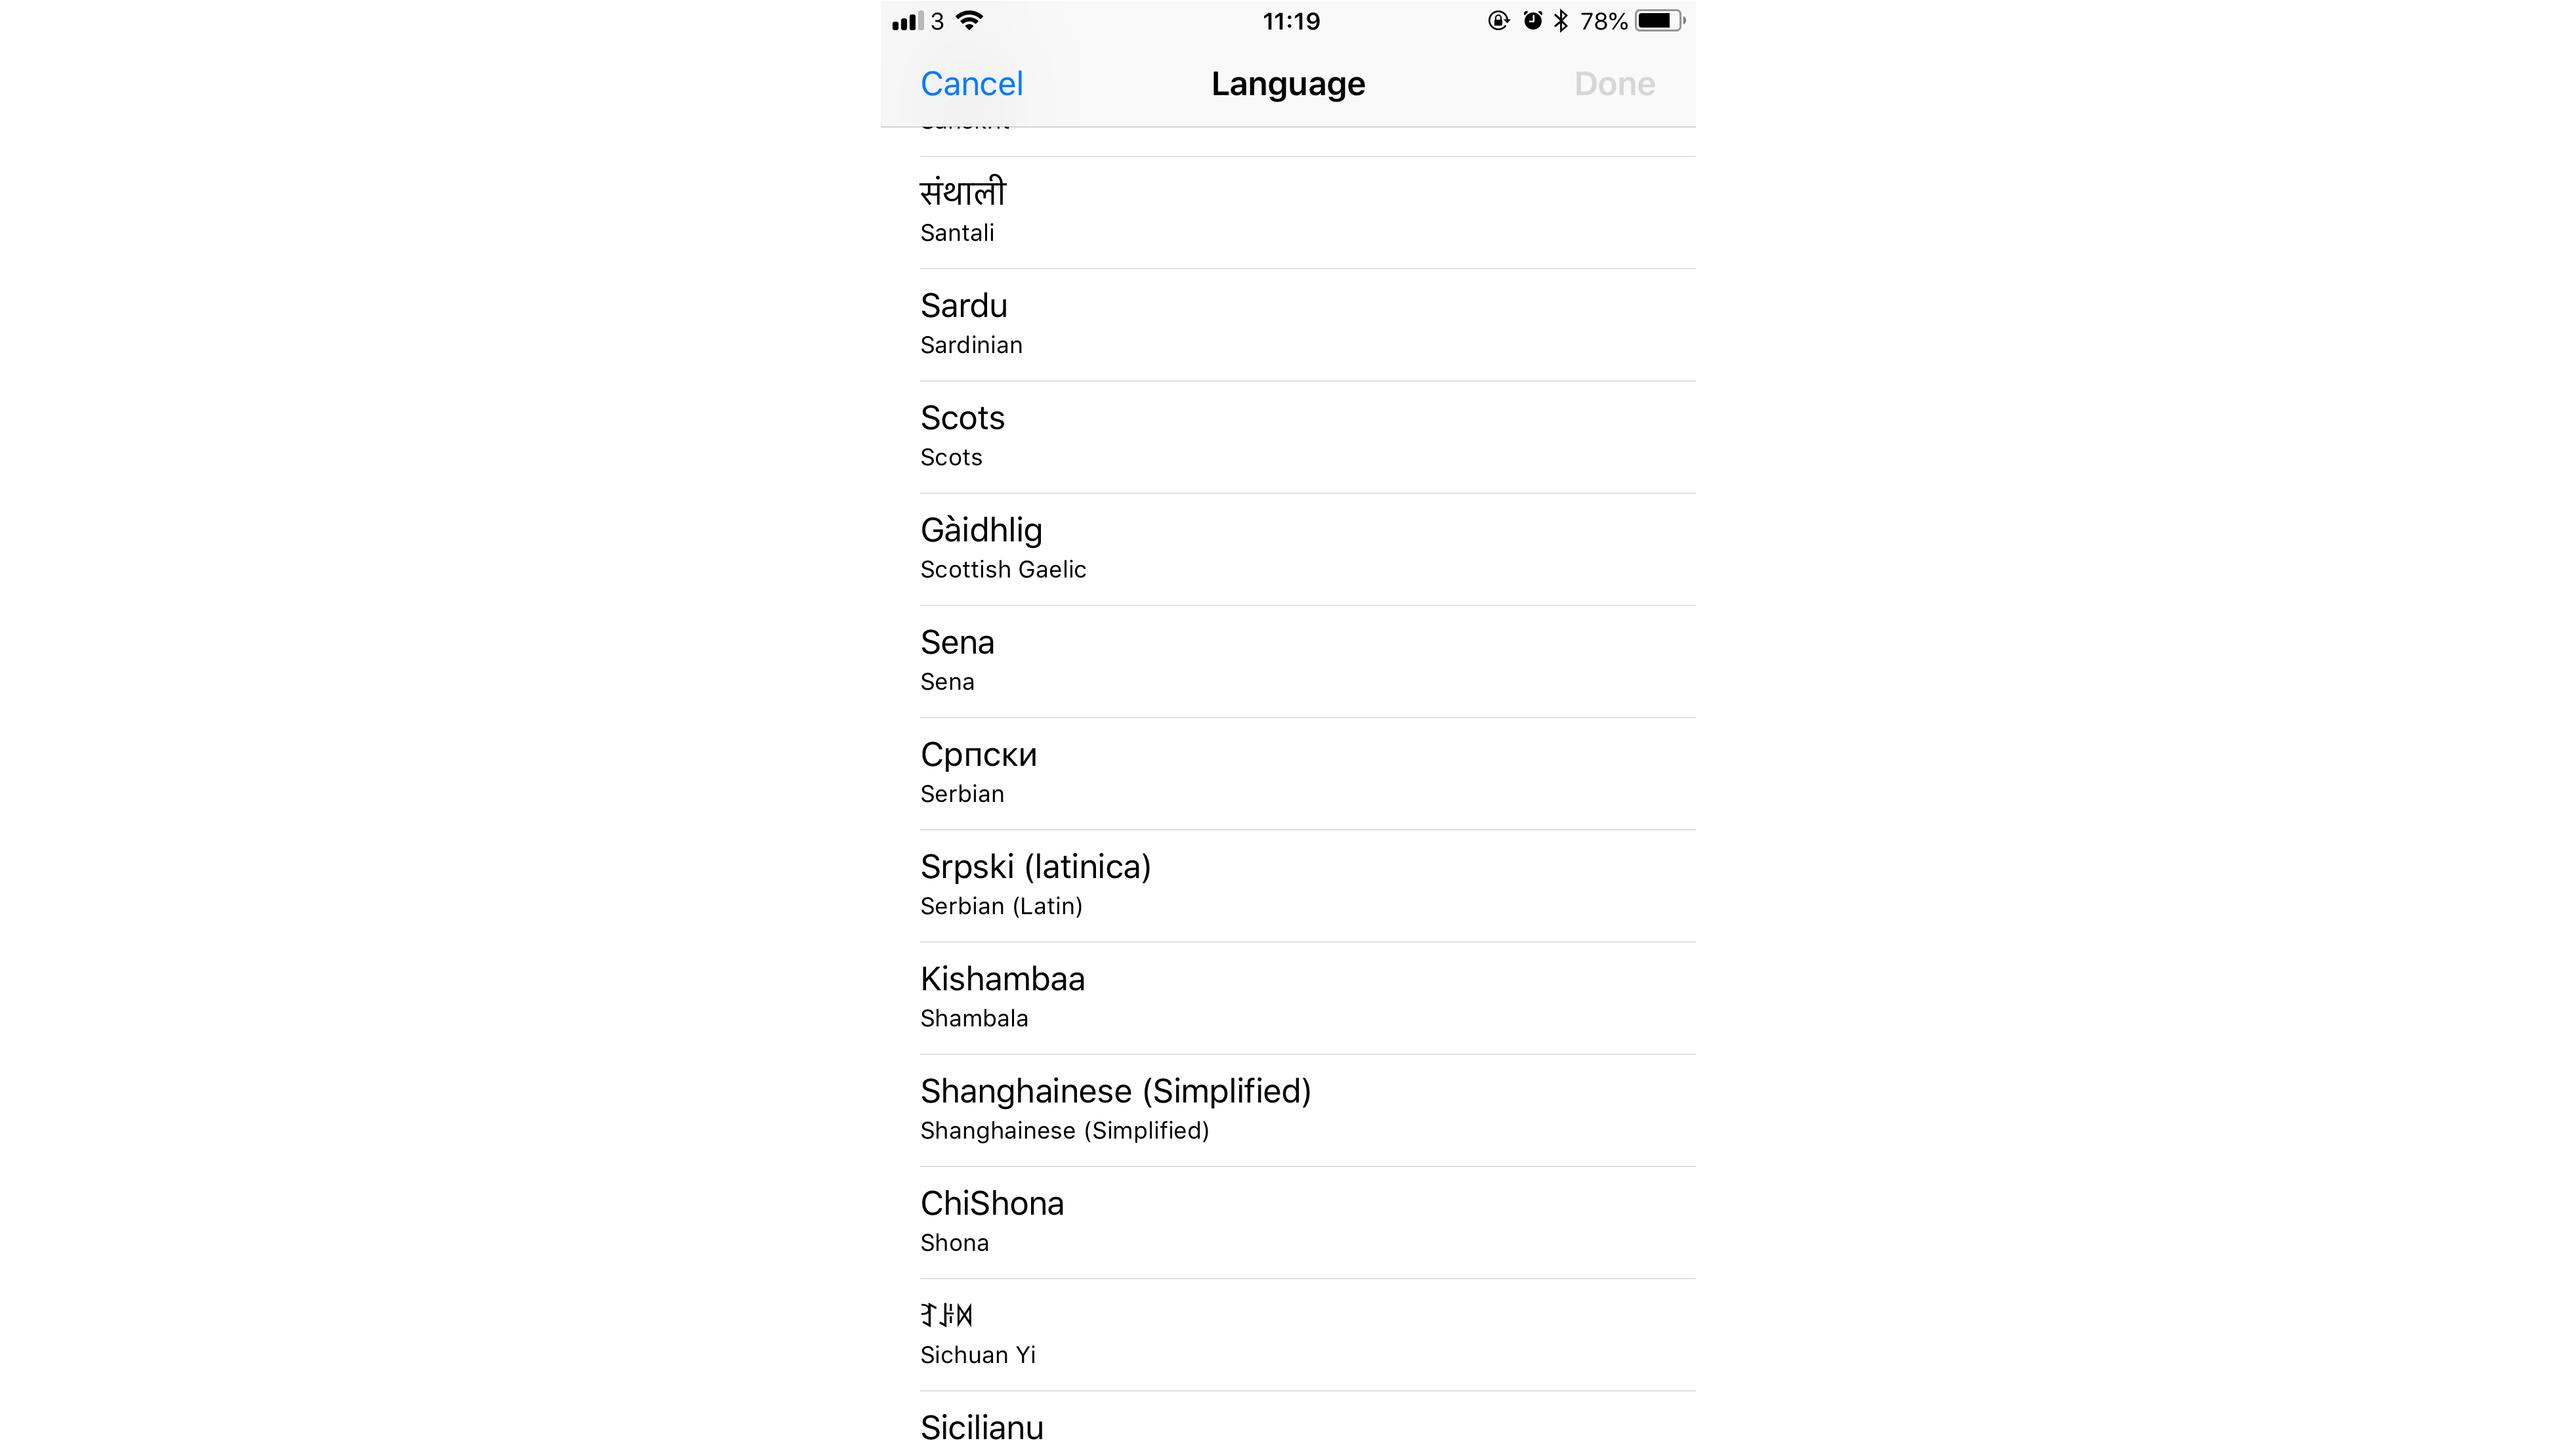 3 11:19 78%
Cancel Language Done
Sanskrit
संथाली
Santali
Sardu
Sardinian
Scots
Scots
Gàidhlig
Scottish Gaelic
Sena
Sena
Српски
Serbian
Srpski (latinica)
Serbian (Latin)
Kishambaa
Shambala
Shanghainese (Simplified)
Shanghainese (Simplified)
ChiShona
Shona
ꆈꌠꉙ
Sichuan Yi
Sicilianu